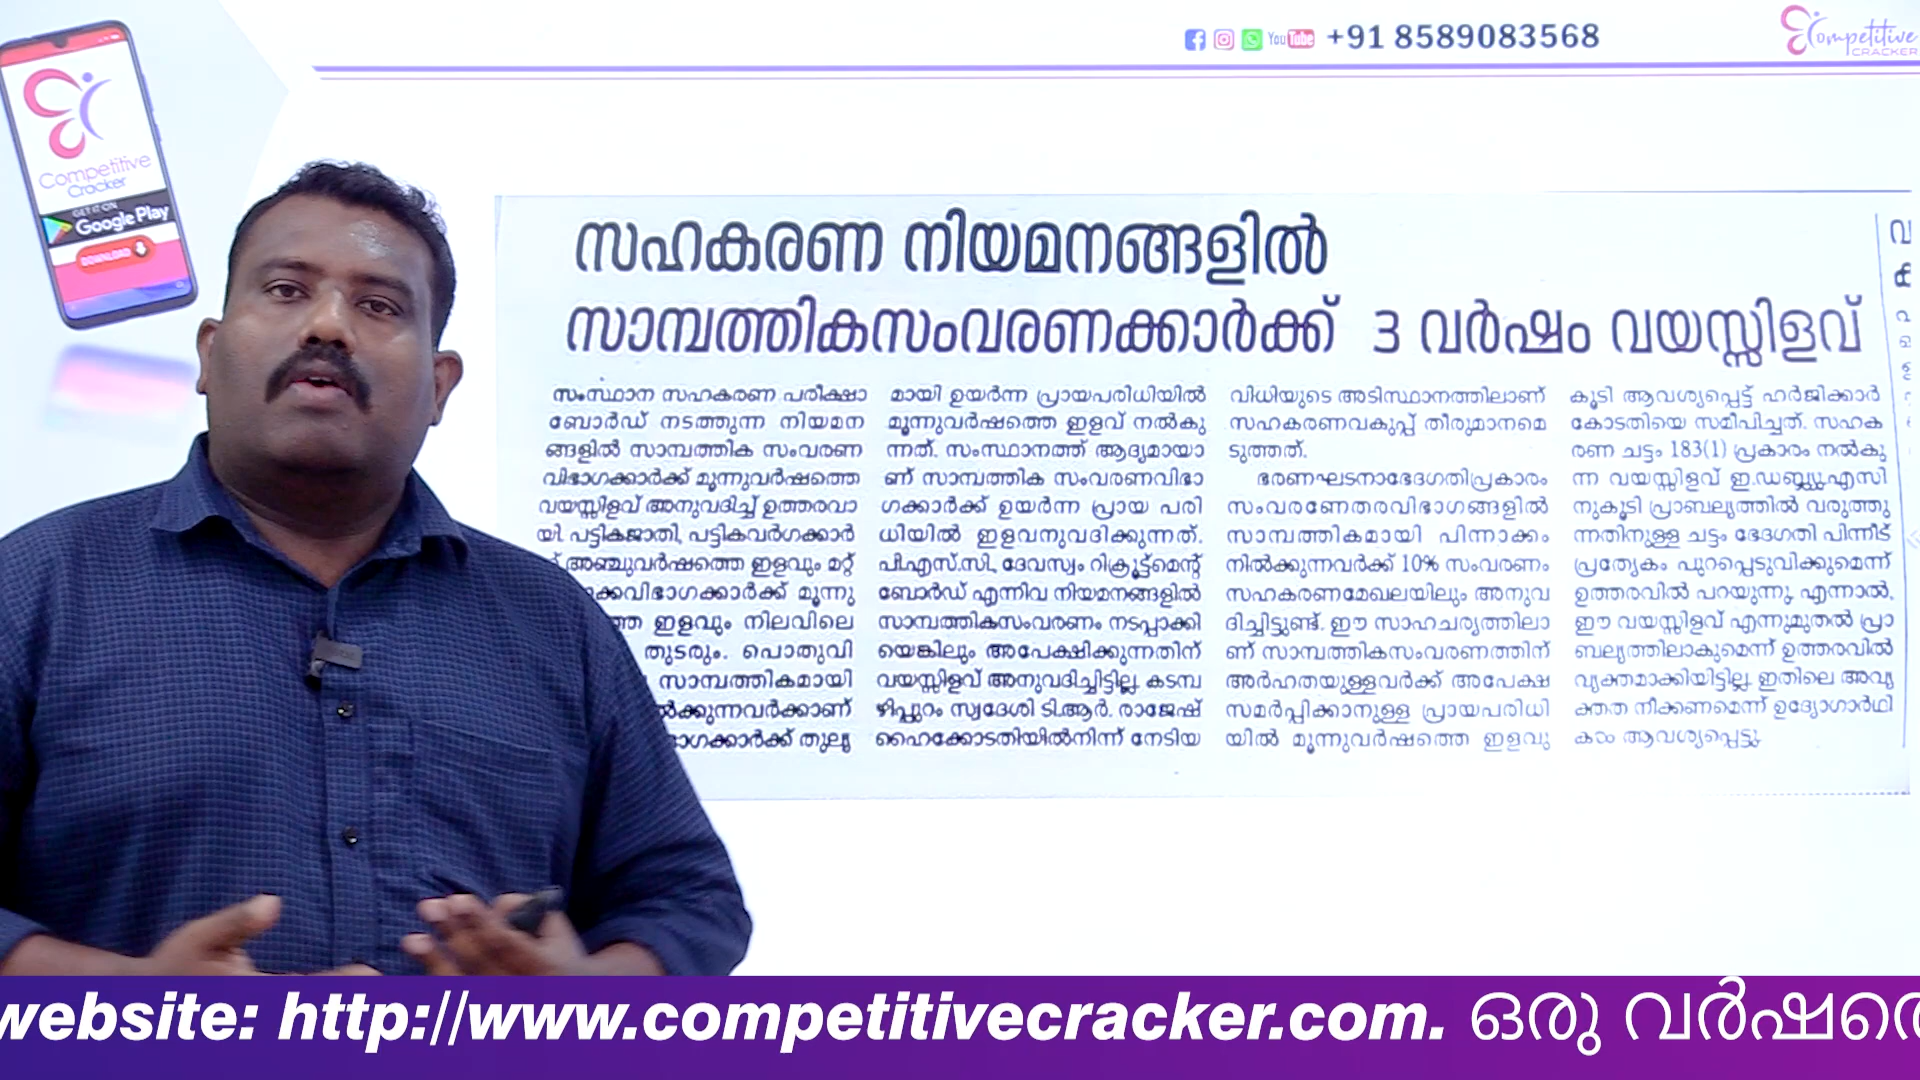 You Tube +91 8589083568
Competitive
CRACKER
Competitive
Cracker
GET IT ON
Google Play
DOWNLOAD
സഹകരണ നിയമനങ്ങളിൽ
സാമ്പത്തികസംവരണക്കാർക്ക് 3 വർഷം വയസ്സിളവ്
സംസ്ഥാന സഹകരണ പരീക്ഷാ
ബോർഡ് നടത്തുന്ന നിയമന
ങ്ങളിൽ സാമ്പത്തിക സംവരണ
വിഭാഗക്കാർക്ക് മൂന്നുവർഷത്തെ
വയസ്സിളവ് അനുവദിച്ച് ഉത്തരവാ
യി. പട്ടികജാതി, പട്ടികവർഗക്കാർ
അഞ്ചുവർഷത്തെ ഇളവും മറ്റ്
ക്കവിഭാഗക്കാർക്ക് മൂന്നു
ത്തെ ഇളവും നിലവിലെ
തുടരും. പൊതുവി
സാമ്പത്തികമായി
ൽക്കുന്നവർക്കാണ്
ഭാഗക്കാർക്ക് തുല്യ
മായി ഉയർന്ന പ്രായപരിധിയിൽ
മൂന്നുവർഷത്തെ ഇളവ് നൽകു
ന്നത്. സംസ്ഥാനത്ത് ആദ്യമായാ
ണ് സാമ്പത്തിക സംവരണവിഭാ
ഗക്കാർക്ക് ഉയർന്ന പ്രായ പരി
ധിയിൽ ഇളവനുവദിക്കുന്നത്.
പി.എസ്.സി., ദേവസ്വം റിക്രൂട്ട്മെന്റ്
ബോർഡ് എന്നിവ നിയമനങ്ങളിൽ
സാമ്പത്തികസംവരണം നടപ്പാക്കി
യെങ്കിലും അപേക്ഷിക്കുന്നതിന്
വയസ്സിളവ് അനുവദിച്ചിട്ടില്ല. കടമ്പ
ഴിപ്പുറം സ്വദേശി ടി.ആർ. രാജേഷ്
ഹൈക്കോടതിയിൽനിന്ന് നേടിയ
വിധിയുടെ അടിസ്ഥാനത്തിലാണ്
സഹകരണവകുപ്പ് തീരുമാനമെ
ടുത്തത്.
ഭരണഘടനാഭേദഗതിപ്രകാരം
സംവരണേതരവിഭാഗങ്ങളിൽ
സാമ്പത്തികമായി പിന്നാക്കം
നിൽക്കുന്നവർക്ക് 10% സംവരണം
സഹകരണമേഖലയിലും അനുവ
ദിച്ചിട്ടുണ്ട്. ഈ സാഹചര്യത്തിലാ
ണ് സാമ്പത്തികസംവരണത്തിന്
അർഹതയുള്ളവർക്ക് അപേക്ഷ
സമർപ്പിക്കാനുള്ള പ്രായപരിധി
യിൽ മൂന്നുവർഷത്തെ ഇളവു
കൂടി ആവശ്യപ്പെട്ട് ഹർജിക്കാർ
കോടതിയെ സമീപിച്ചത്. സഹക
രണ ചട്ടം 183(1) പ്രകാരം നൽകു
ന്ന വയസ്സിളവ് ഇ.ഡബ്ല്യു.എസി
നുകൂടി പ്രാബല്യത്തിൽ വരുത്തു
ന്നതിനുള്ള ചട്ടം ഭേദഗതി പിന്നീട്
പ്രത്യേകം പുറപ്പെടുവിക്കുമെന്ന്
ഉത്തരവിൽ പറയുന്നു. എന്നാൽ,
ഈ വയസ്സിളവ് എന്നുമുതൽ പ്രാ
ബല്യത്തിലാകുമെന്ന് ഉത്തരവിൽ
വ്യക്തമാക്കിയിട്ടില്ല. ഇതിലെ അവ്യ
ക്തത നീക്കണമെന്ന് ഉദ്യോഗാർഥി
കൾ ആവശ്യപ്പെട്ടു.
website: http://www.competitivecracker.com. ഒരു വർഷത്തെ